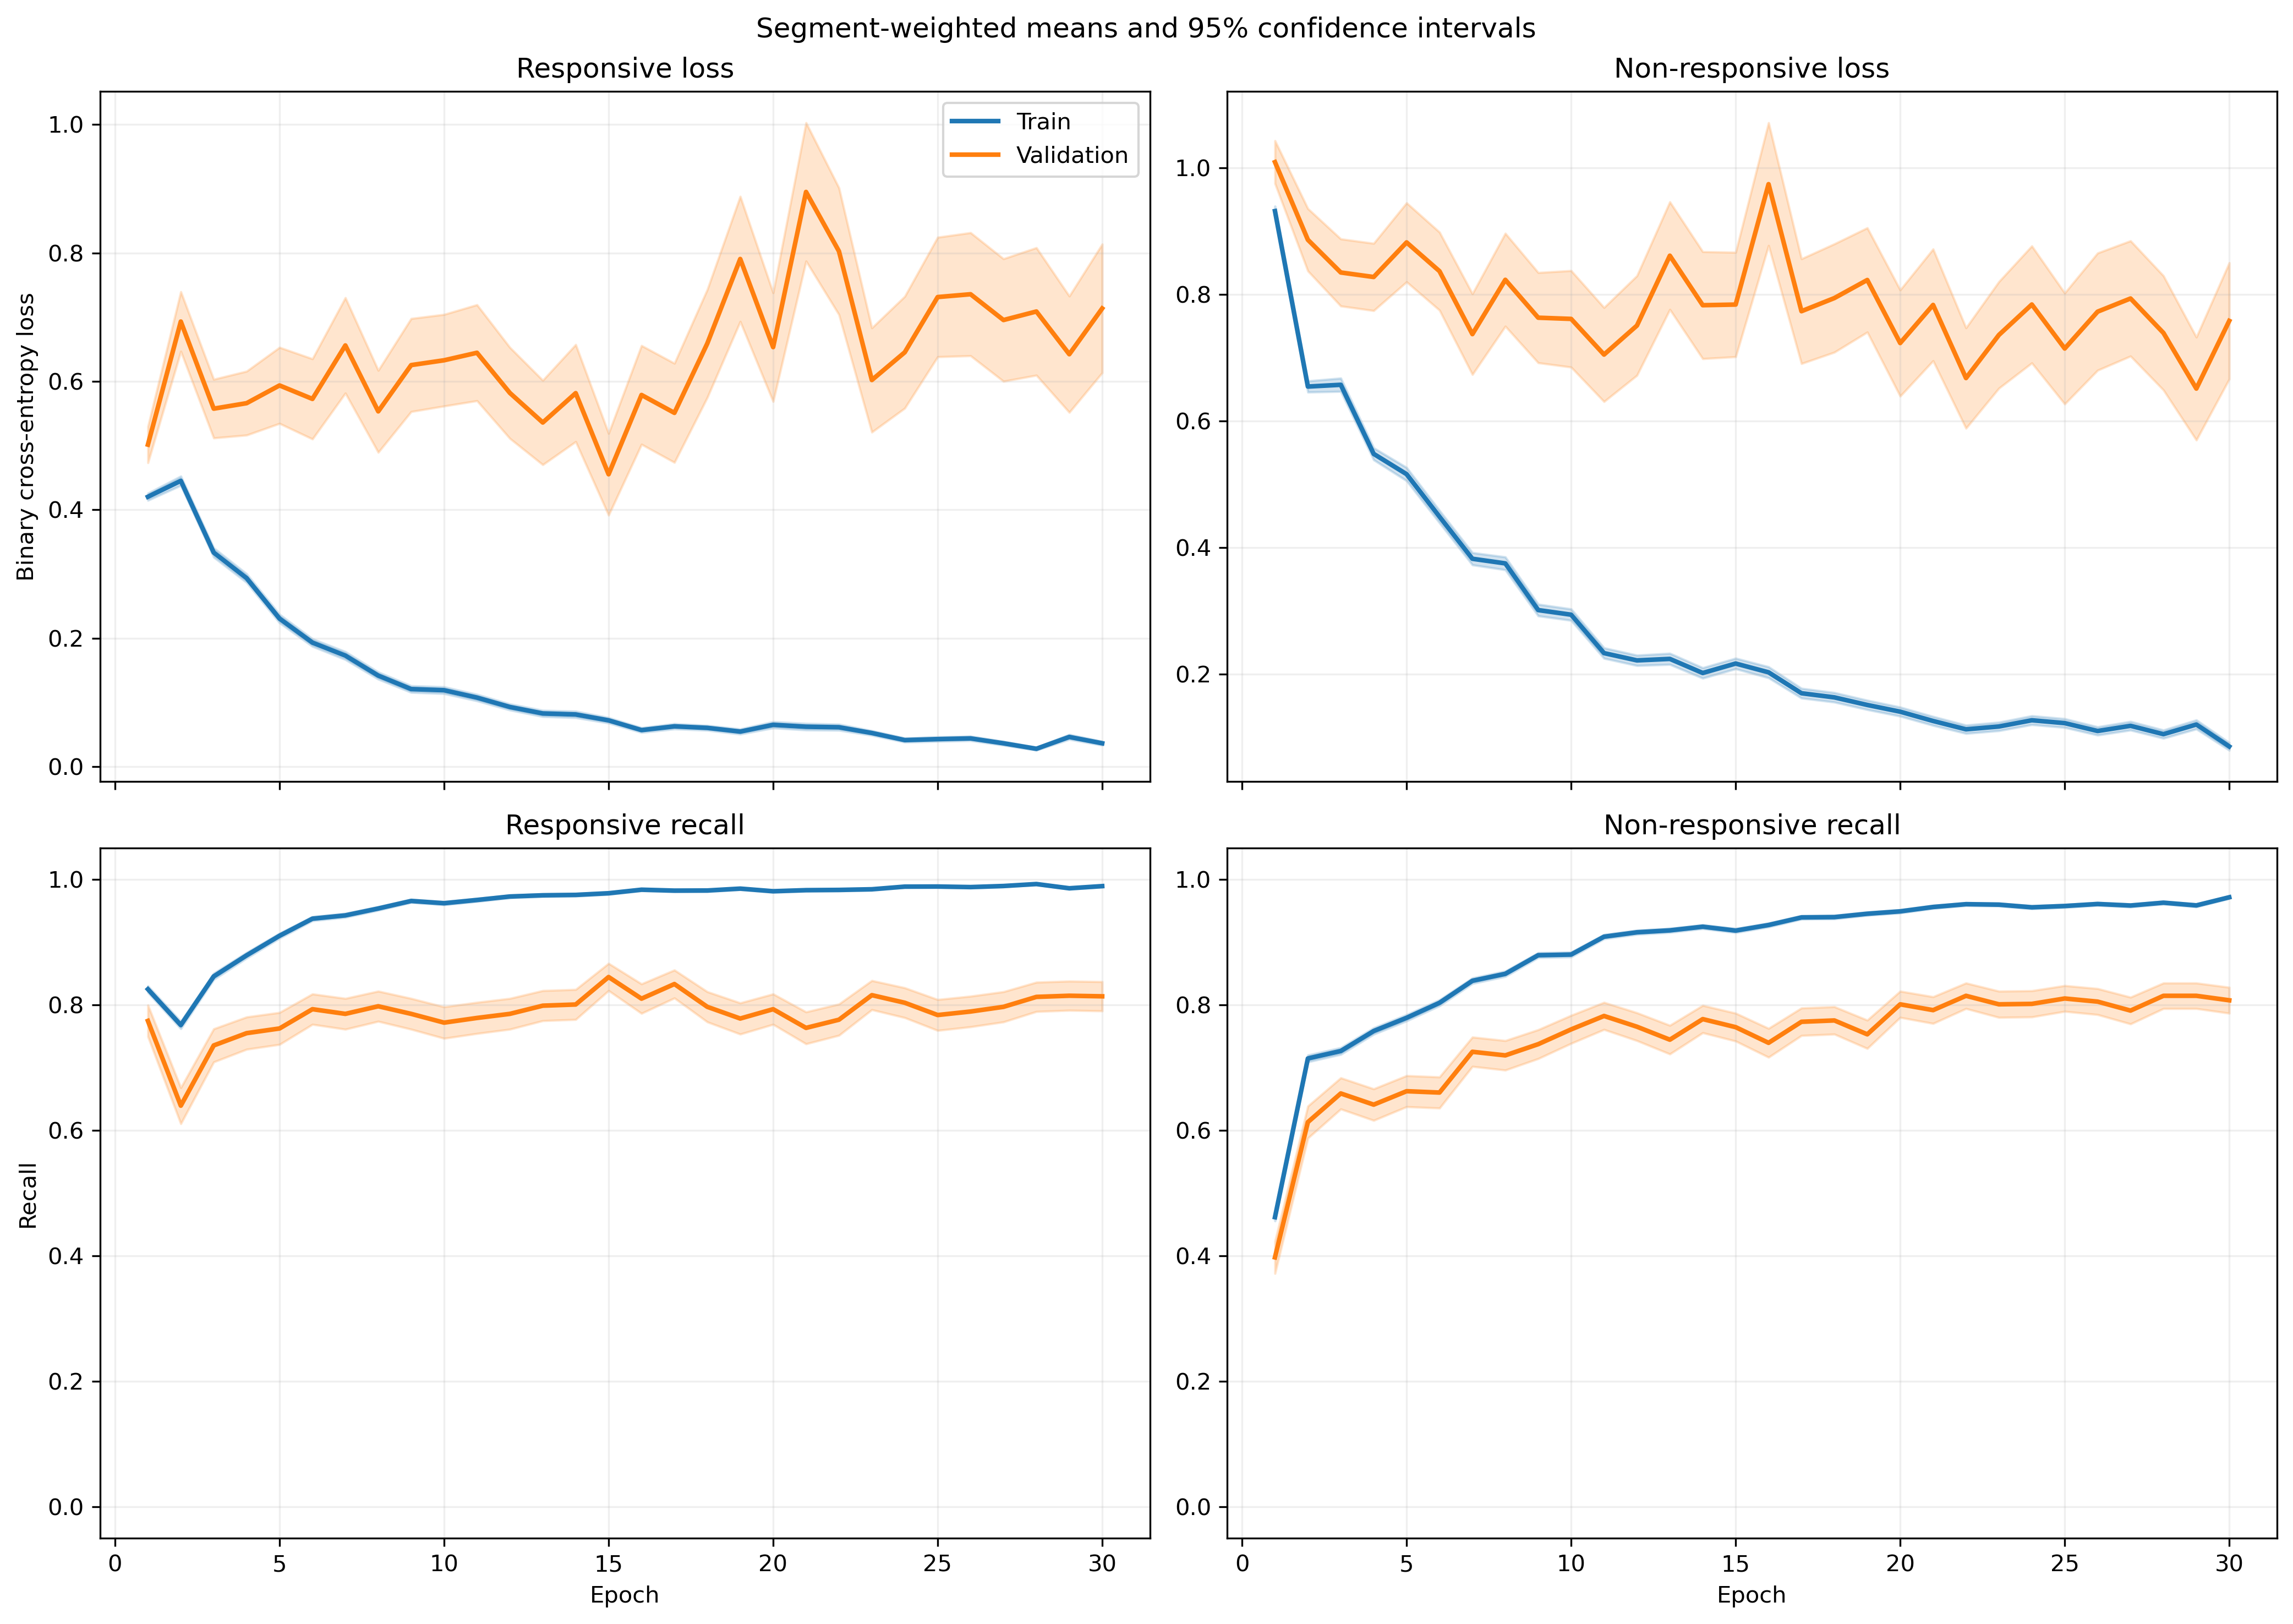 Segment-weighted means and 95% confidence intervals
Responsive loss
Non-responsive loss
Train
Validation
Binary cross-entropy loss
1.0
0.8
0.6
0.4
0.2
0.0
1.0
0.8
0.6
0.4
0.2
Responsive recall
Non-responsive recall
Recall
1.0
0.8
0.6
0.4
0.2
0.0
0 5 10 15 20 25 30
Epoch
1.0
0.8
0.6
0.4
0.2
0.0
0 5 10 15 20 25 30
Epoch